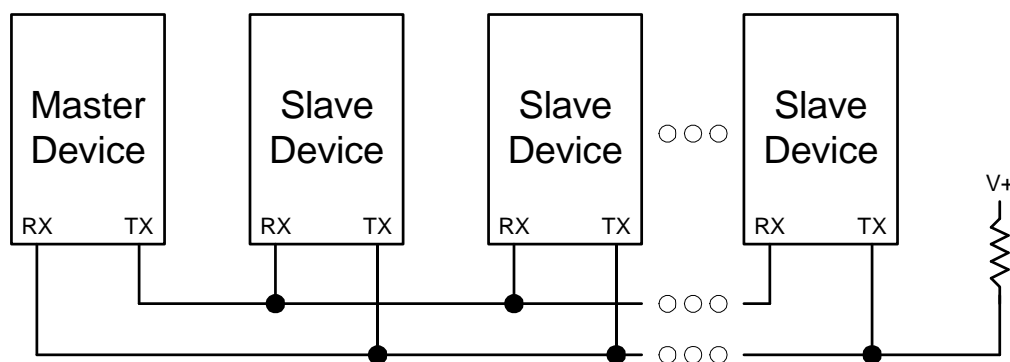 Master
Device
Slave
Device
Slave
Device
Slave
Device
V+
RX TX
RX TX
RX TX
RX TX